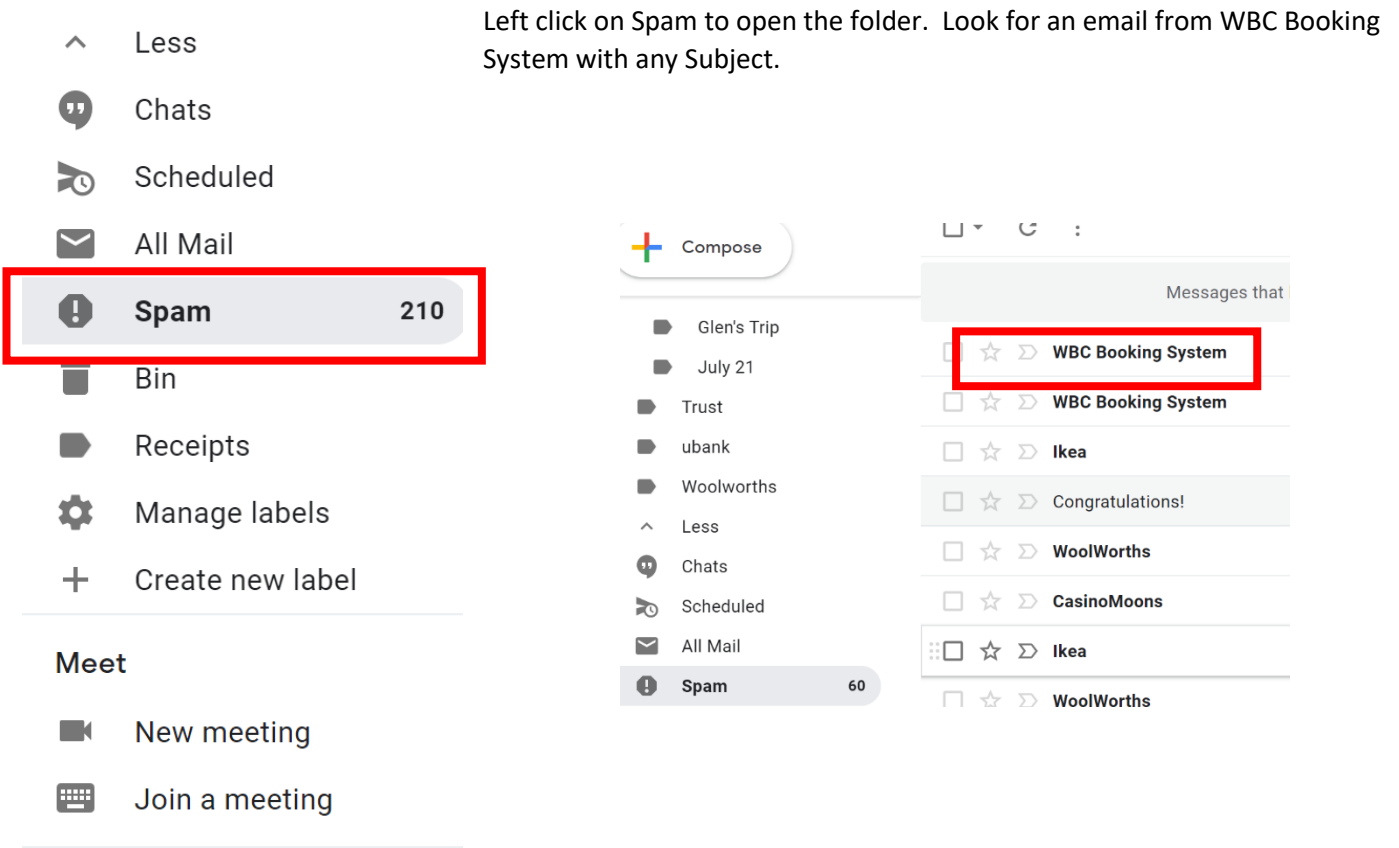 Left click on Spam to open the folder.  Look for an email from WBC Booking
System with any Subject.
Less
Chats
Scheduled
All Mail
Spam 210
Bin
Receipts
Manage labels
Create new label
Meet
New meeting
Join a meeting
Compose
Glen's Trip
July 21
Trust
ubank
Woolworths
Less
Chats
Scheduled
All Mail
Spam 60
Messages that
WBC Booking System
WBC Booking System
Ikea
Congratulations!
WoolWorths
CasinoMoons
Ikea
WoolWorths